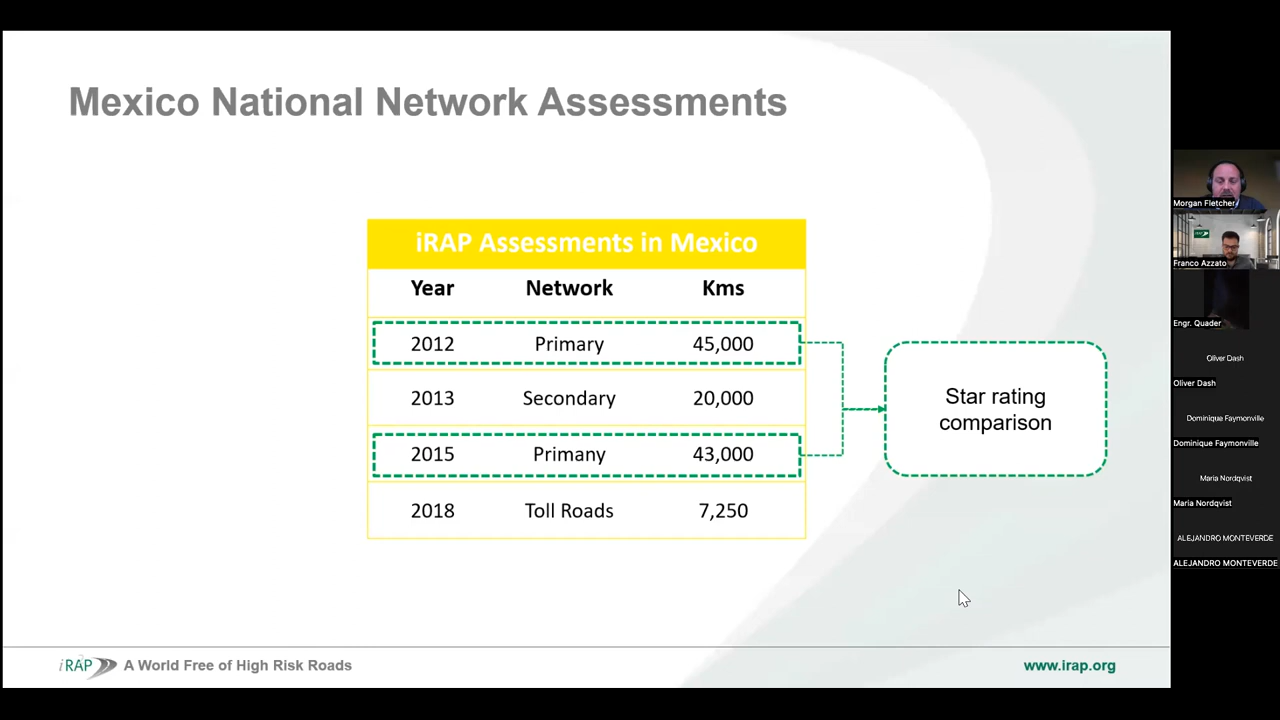 Mexico National Network Assessments
iRAP Assessments in Mexico
Year Network Kms
2012 Primary 45,000
2013 Secondary 20,000
2015 Primany 43,000
2018 Toll Roads 7,250
Star rating
comparison
iRAP A World Free of High Risk Roads
www.irap.org
Morgan Fletcher
iRAP
Franco Azzato
Engr. Quader
Oliver Dash
Oliver Dash
Dominique Faymonville
Dominique Faymonville
Maria Nordqvist
Maria Nordqvist
ALEJANDRO MONTEVERDE
ALEJANDRO MONTEVERDE